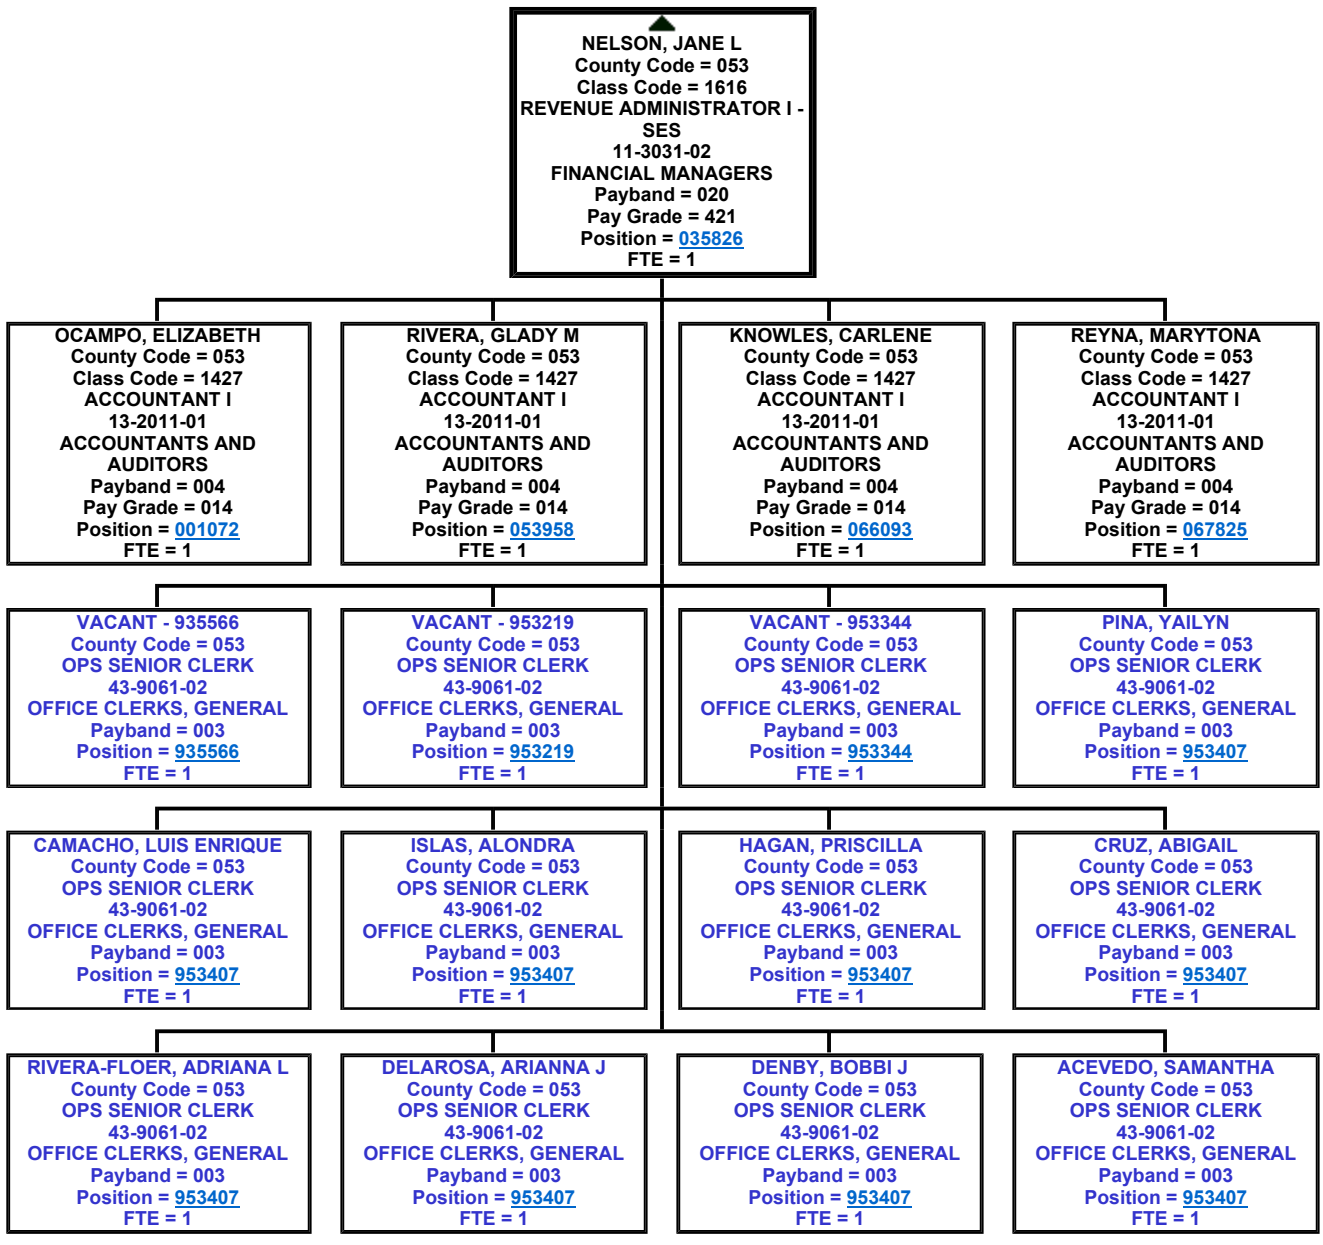 NELSON, JANE L
County Code = 053
Class Code = 1616
REVENUE ADMINISTRATOR I -
SES
11-3031-02
FINANCIAL MANAGERS
Payband = 020
Pay Grade = 421
Position = 035826
FTE = 1
OCAMPO, ELIZABETH
County Code = 053
Class Code = 1427
ACCOUNTANT I
13-2011-01
ACCOUNTANTS AND
AUDITORS
Payband = 004
Pay Grade = 014
Position = 001072
FTE = 1
RIVERA, GLADY M
County Code = 053
Class Code = 1427
ACCOUNTANT I
13-2011-01
ACCOUNTANTS AND
AUDITORS
Payband = 004
Pay Grade = 014
Position = 053958
FTE = 1
KNOWLES, CARLENE
County Code = 053
Class Code = 1427
ACCOUNTANT I
13-2011-01
ACCOUNTANTS AND
AUDITORS
Payband = 004
Pay Grade = 014
Position = 066093
FTE = 1
REYNA, MARYTONA
County Code = 053
Class Code = 1427
ACCOUNTANT I
13-2011-01
ACCOUNTANTS AND
AUDITORS
Payband = 004
Pay Grade = 014
Position = 067825
FTE = 1
VACANT - 935566
County Code = 053
OPS SENIOR CLERK
43-9061-02
OFFICE CLERKS, GENERAL
Payband = 003
Position = 935566
FTE = 1
VACANT - 953219
County Code = 053
OPS SENIOR CLERK
43-9061-02
OFFICE CLERKS, GENERAL
Payband = 003
Position = 953219
FTE = 1
VACANT - 953344
County Code = 053
OPS SENIOR CLERK
43-9061-02
OFFICE CLERKS, GENERAL
Payband = 003
Position = 953344
FTE = 1
PINA, YAILYN
County Code = 053
OPS SENIOR CLERK
43-9061-02
OFFICE CLERKS, GENERAL
Payband = 003
Position = 953407
FTE = 1
CAMACHO, LUIS ENRIQUE
County Code = 053
OPS SENIOR CLERK
43-9061-02
OFFICE CLERKS, GENERAL
Payband = 003
Position = 953407
FTE = 1
ISLAS, ALONDRA
County Code = 053
OPS SENIOR CLERK
43-9061-02
OFFICE CLERKS, GENERAL
Payband = 003
Position = 953407
FTE = 1
HAGAN, PRISCILLA
County Code = 053
OPS SENIOR CLERK
43-9061-02
OFFICE CLERKS, GENERAL
Payband = 003
Position = 953407
FTE = 1
CRUZ, ABIGAIL
County Code = 053
OPS SENIOR CLERK
43-9061-02
OFFICE CLERKS, GENERAL
Payband = 003
Position = 953407
FTE = 1
RIVERA-FLOER, ADRIANA L
County Code = 053
OPS SENIOR CLERK
43-9061-02
OFFICE CLERKS, GENERAL
Payband = 003
Position = 953407
FTE = 1
DELAROSA, ARIANNA J
County Code = 053
OPS SENIOR CLERK
43-9061-02
OFFICE CLERKS, GENERAL
Payband = 003
Position = 953407
FTE = 1
DENBY, BOBBI J
County Code = 053
OPS SENIOR CLERK
43-9061-02
OFFICE CLERKS, GENERAL
Payband = 003
Position = 953407
FTE = 1
ACEVEDO, SAMANTHA
County Code = 053
OPS SENIOR CLERK
43-9061-02
OFFICE CLERKS, GENERAL
Payband = 003
Position = 953407
FTE = 1